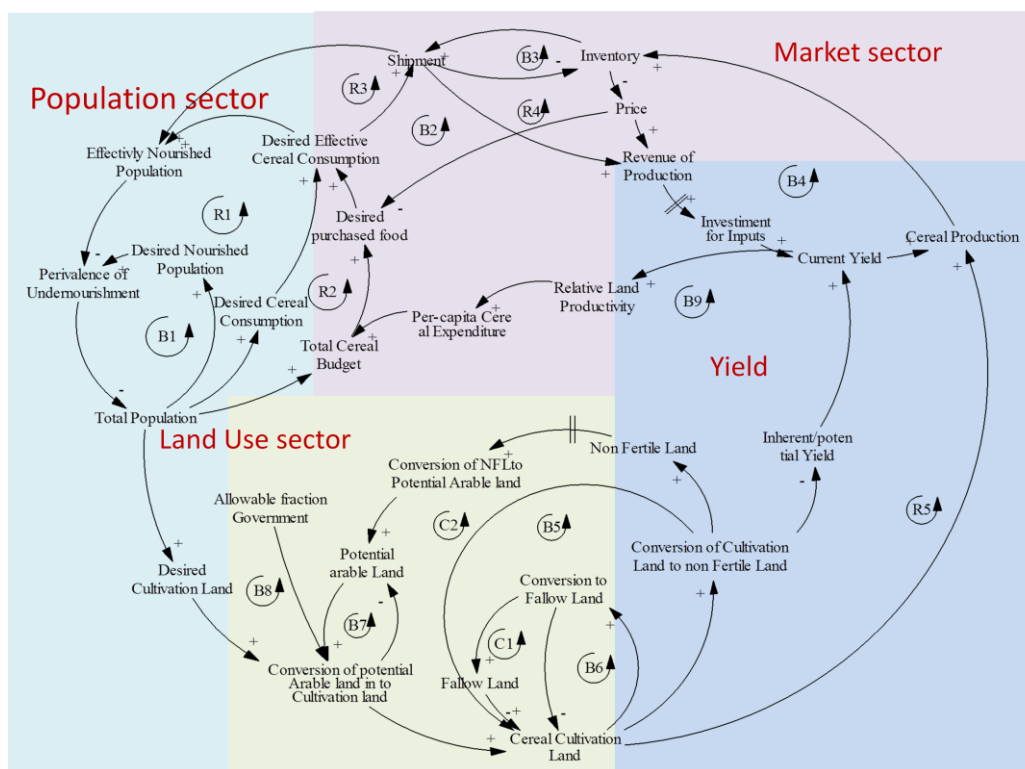 Market sector
Population sector
Land Use sector
Yield
Shipment
Inventory
Price
Revenue of
Production
Investiment
for Inputs
Current Yield
Cereal Production
Effectivly Nourished
Population
Desired Effective
Cereal Consumption
Desired
purchased food
Desired Nourished
Population
Perivalence of
Undernourishment
Desired Cereal
Consumption
Total Cereal
Budget
Per-capita Cere
al Expenditure
Relative Land
Productivity
Total Population
Inherent/poten
tial Yield
Non Fertile Land
Conversion of NFLto
Potential Arable land
Allowable fraction
Government
Potential
arable Land
Desired
Cultivation Land
Conversion of Cultivation
Land to non Fertile Land
Conversion to
Fallow Land
Fallow Land
Conversion of potential
Arable land in to
Cultivation land
Cereal Cultivation
Land
B3
R3
B2
R4
B4
R1
R2
B9
B1
C2
B5
R5
B8
B7
C1
B6